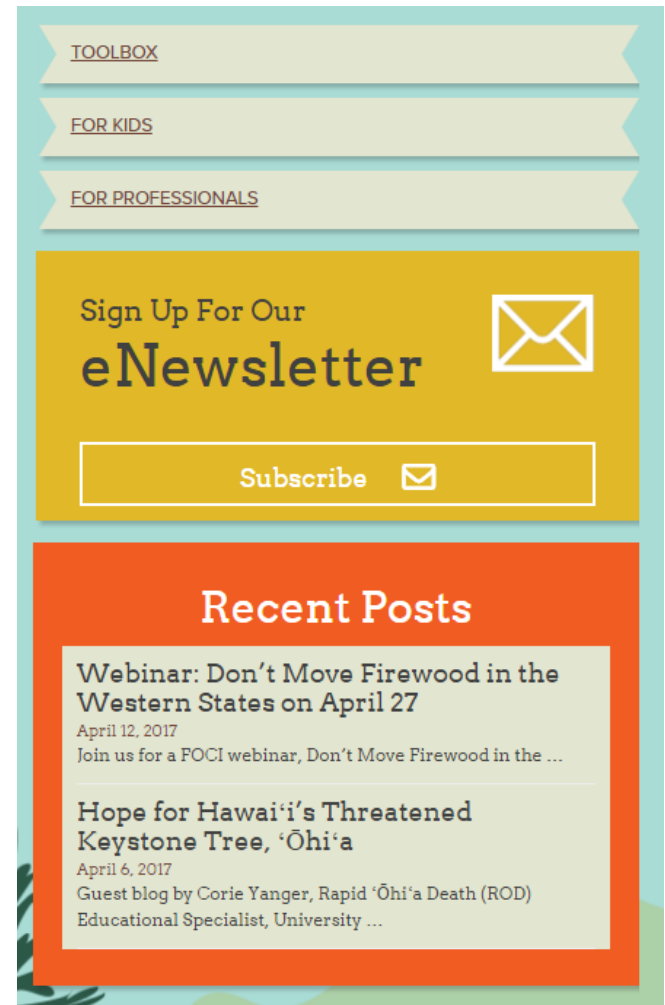 TOOLBOX
FOR KIDS
FOR PROFESSIONALS
Sign Up For Our
eNewsletter
Subscribe
Recent Posts
Webinar: Don’t Move Firewood in the
Western States on April 27
April 12, 2017
Join us for a FOCI webinar, Don’t Move Firewood in the …
Hope for Hawaiʻi’s Threatened
Keystone Tree, ʻŌhiʻa
April 6, 2017
Guest blog by Corie Yanger, Rapid ʻŌhiʻa Death (ROD)
Educational Specialist, University …